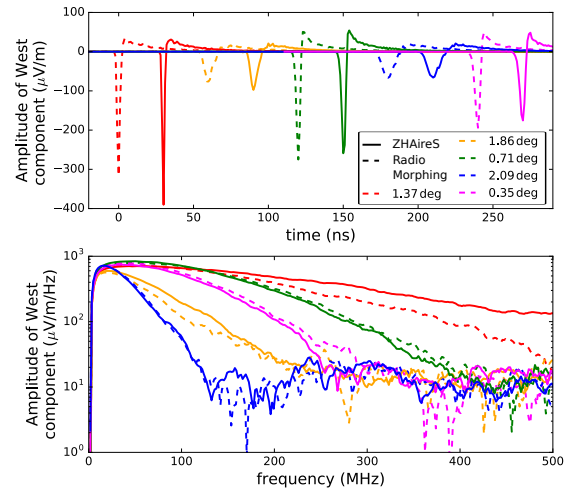 Amplitude of West
component (μV/m)
100
0
−100
−200
−300
−400
ZHAireS
Radio
Morphing
1.37 deg
1.86 deg
0.71 deg
2.09 deg
0.35 deg
0 50 100 150 200 250
time (ns)
Amplitude of West
component (μV/m/Hz)
10³
10²
10¹
10⁰
0 100 200 300 400 500
frequency (MHz)